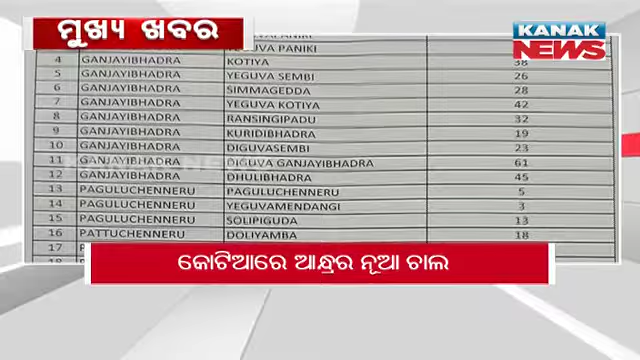 ମୁଖ୍ୟ ଖବର
KANAK
NEWS
YEGUVA PANIKI
4 GANJAYIBHADRA KOTIYA 38
5 GANJAYIBHADRA YEGUVA SEMBI 26
6 GANJAYIBHADRA SIMMAGEDDA 28
7 GANJAYIBHADRA YEGUVA KOTIYA 42
8 GANJAYIBHADRA RANSINGIPADU 32
9 GANJAYIBHADRA KURIDIBHADRA 19
10 GANJAYIBHADRA DIGUVASEMBI 23
11 GANJAYIBHADRA DIGUVA GANJAYIBHADRA 61
12 GANJAYIBHADRA DHULIBHADRA 45
13 PAGULUCHENNERU PAGULUCHENNERU 5
14 PAGULUCHENNERU YEGUVAMENDANGI 3
15 PAGULUCHENNERU SOLIPIGUDA 13
16 PATTUCHENNERU DOLIYAMBA 18
17
କୋଟିଆରେ ଆନ୍ଧ୍ରର ନୂଆ ଚାଲ